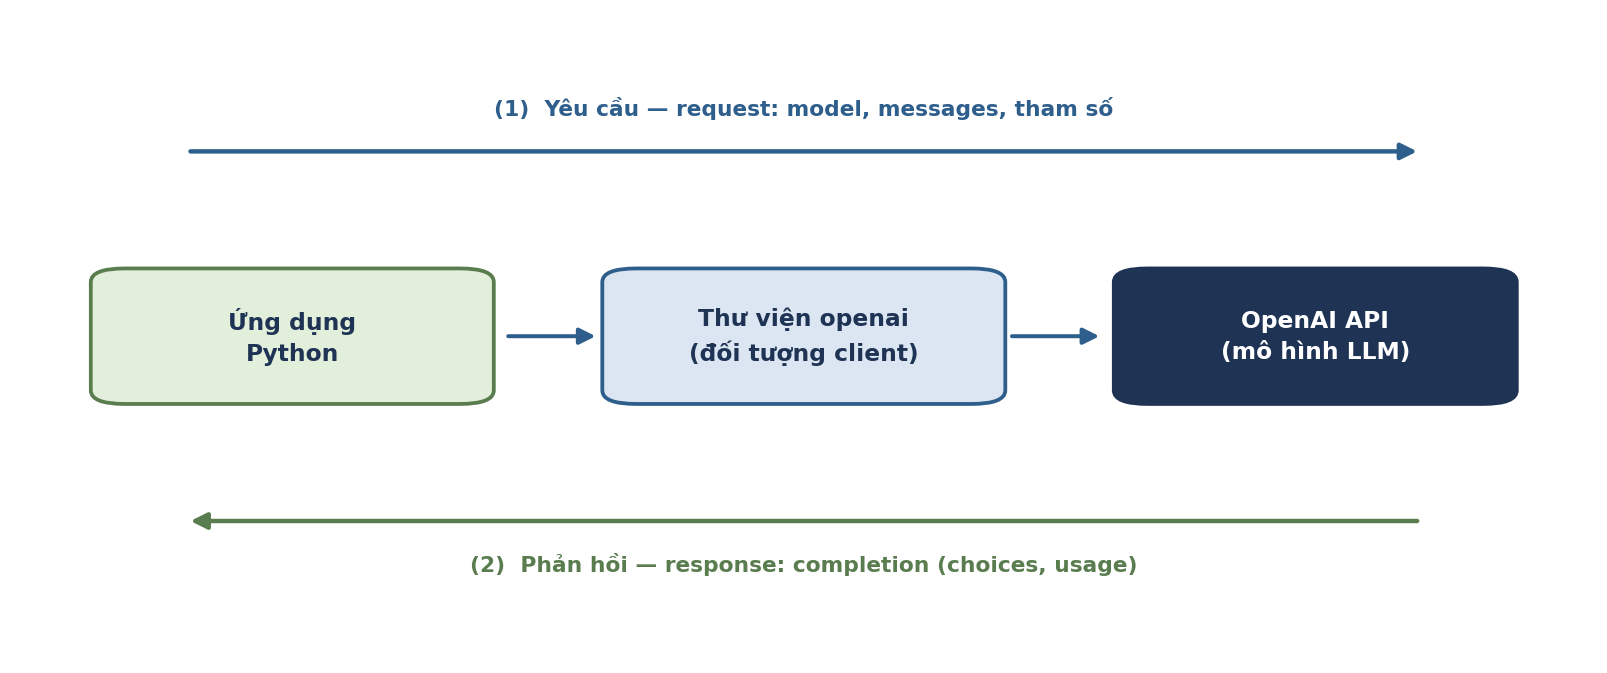 (1)  Yêu cầu — request: model, messages, tham số
Ứng dụng
Python
Thư viện openai
(đối tượng client)
OpenAI API
(mô hình LLM)
(2)  Phản hồi — response: completion (choices, usage)